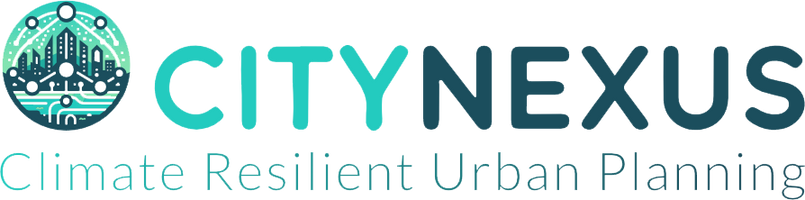 CITYNEXUS
Climate Resilient Urban Planning